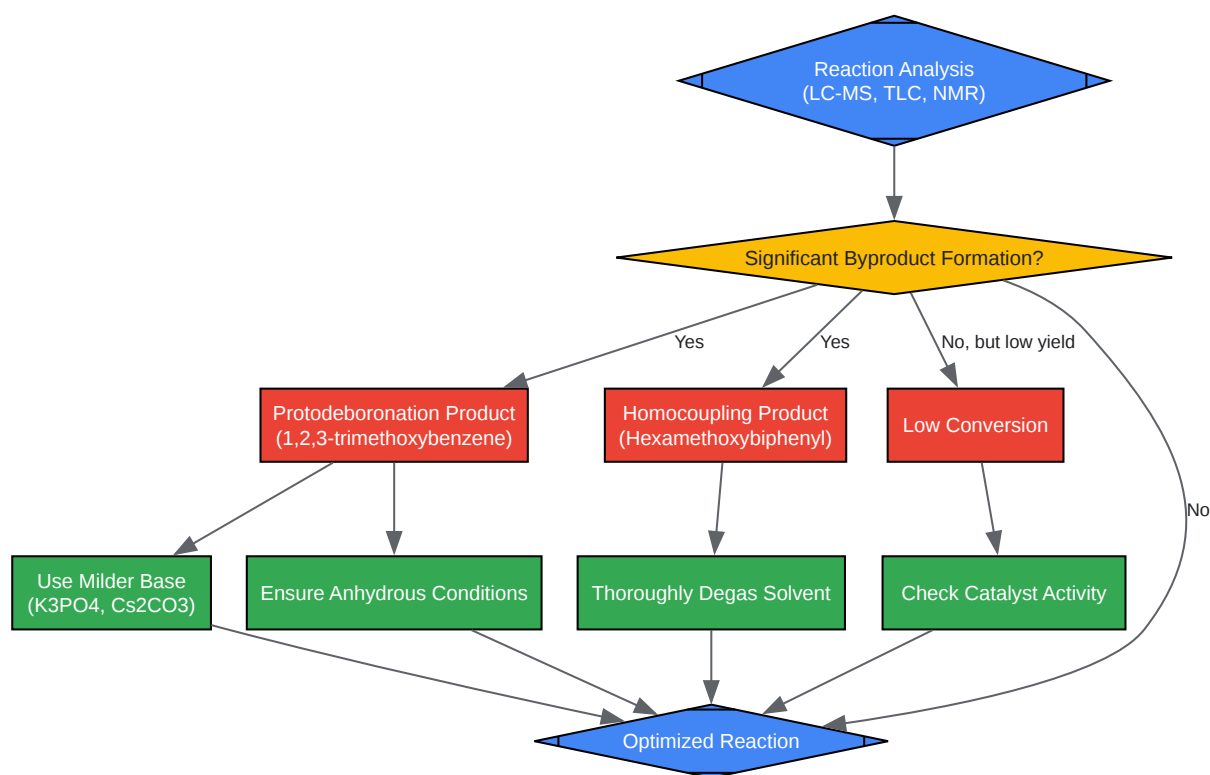 Reaction Analysis
(LC-MS, TLC, NMR)
Significant Byproduct Formation?
Yes
Yes
No, but low yield
Protodeboronation Product
(1,2,3-trimethoxybenzene)
Homocoupling Product
(Hexamethoxybiphenyl)
Low Conversion
No
Use Milder Base
(K3PO4, Cs2CO3)
Ensure Anhydrous Conditions
Thoroughly Degas Solvent
Check Catalyst Activity
Optimized Reaction